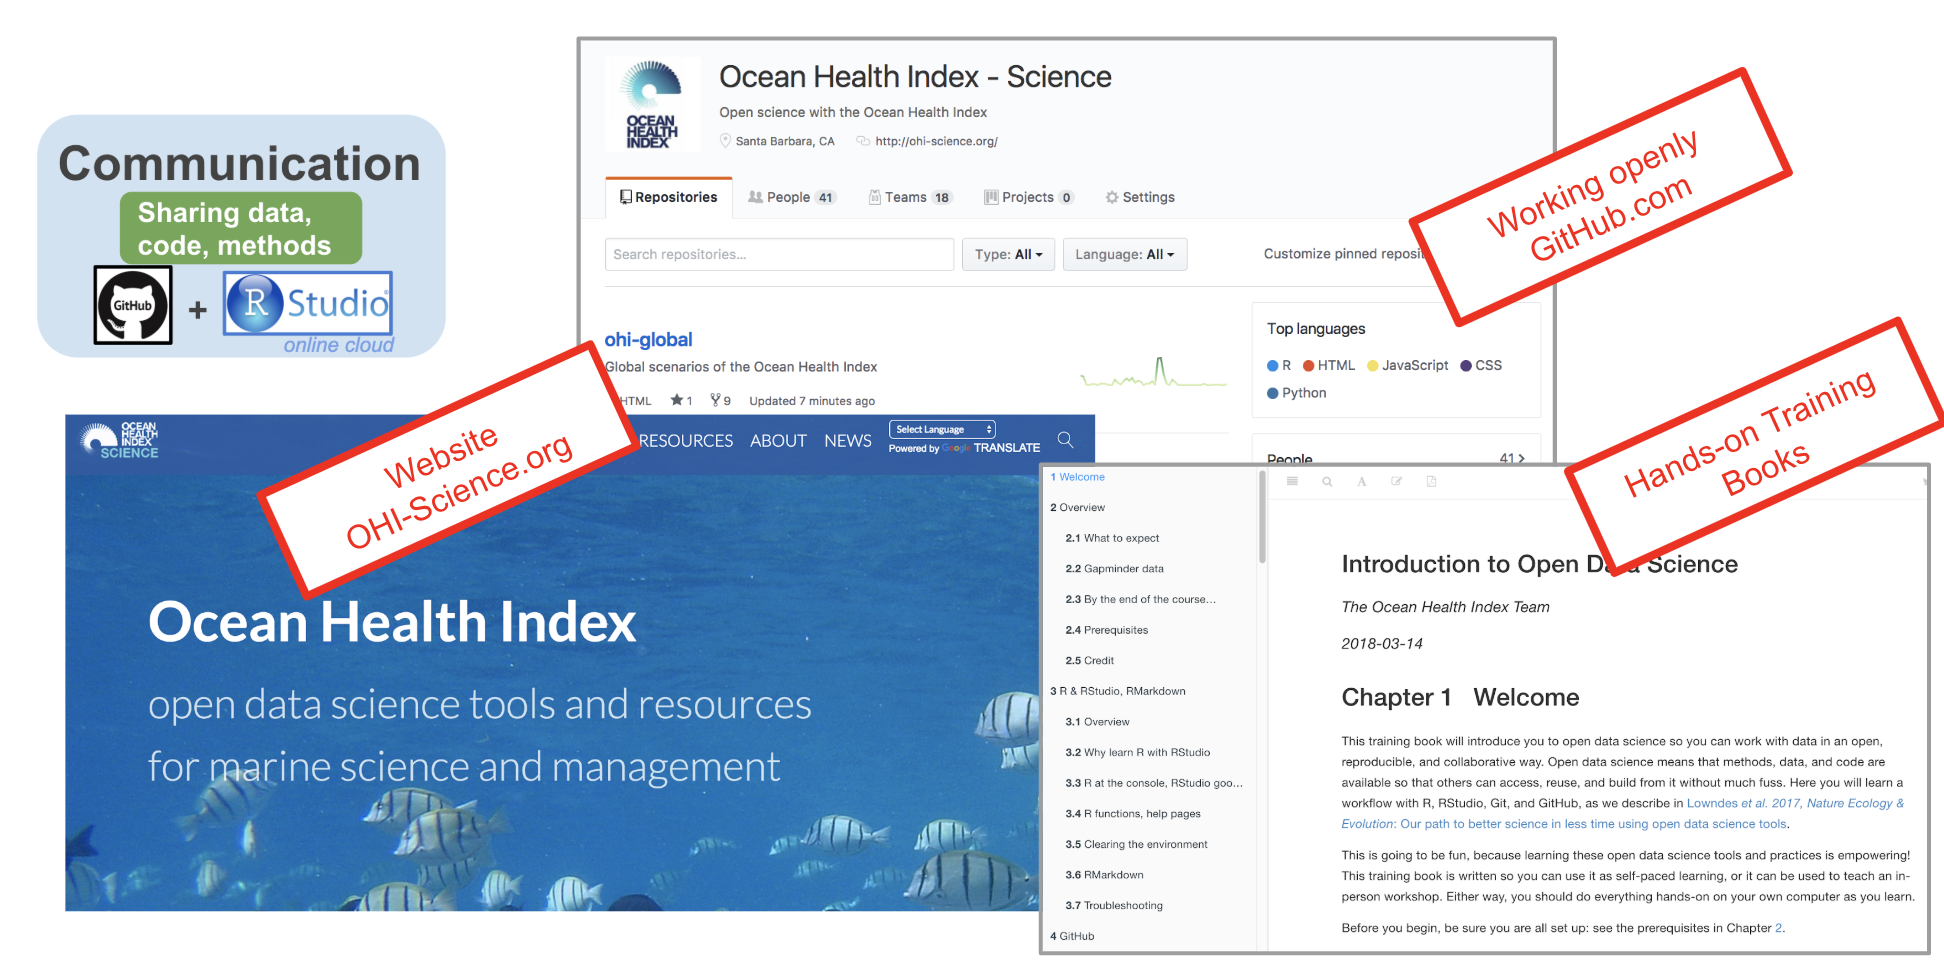 Communication
Sharing data,
code, methods
GitHub
+
R Studio
online cloud
OCEAN
HEALTH
INDEX
Ocean Health Index - Science
Open science with the Ocean Health Index
Santa Barbara, CA http://ohi-science.org/
Repositories People 41 Teams 18 Projects 0 Settings
Search repositories... Type: All Language: All Customize pinned
ohi-global
Global scenarios of the Ocean Health Index
HTML 1 9 Updated 7 minutes ago
Top languages
R HTML JavaScript CSS
Python
People 41
Working openly
GitHub.com
Website
OHI-Science.org
Hands-on Training
Books
OCEAN
HEALTH
INDEX
SCIENCE
RESOURCES ABOUT NEWS
Select Language
Powered by Google TRANSLATE
Ocean Health Index
open data science tools and resources
for marine science and management
1 Welcome
2 Overview
2.1 What to expect
2.2 Gapminder data
2.3 By the end of the course…
2.4 Prerequisites
2.5 Credit
3 R & RStudio, RMarkdown
3.1 Overview
3.2 Why learn R with RStudio
3.3 R at the console, RStudio goo…
3.4 R functions, help pages
3.5 Clearing the environment
3.6 RMarkdown
3.7 Troubleshooting
4 GitHub
A
Introduction to Open Data Science
The Ocean Health Index Team
2018-03-14
Chapter 1 Welcome
This training book will introduce you to open data science so you can work with data in an open,
reproducible, and collaborative way. Open data science means that methods, data, and code are
available so that others can access, reuse, and build from it without much fuss. Here you will learn a
workflow with R, RStudio, Git, and GitHub, as we describe in Lowndes et al. 2017, Nature Ecology &
Evolution: Our path to better science in less time using open data science tools.
This is going to be fun, because learning these open data science tools and practices is empowering!
This training book is written so you can use it as self-paced learning, or it can be used to teach an in-
person workshop. Either way, you should do everything hands-on on your own computer as you learn.
Before you begin, be sure you are all set up: see the prerequisites in Chapter 2.